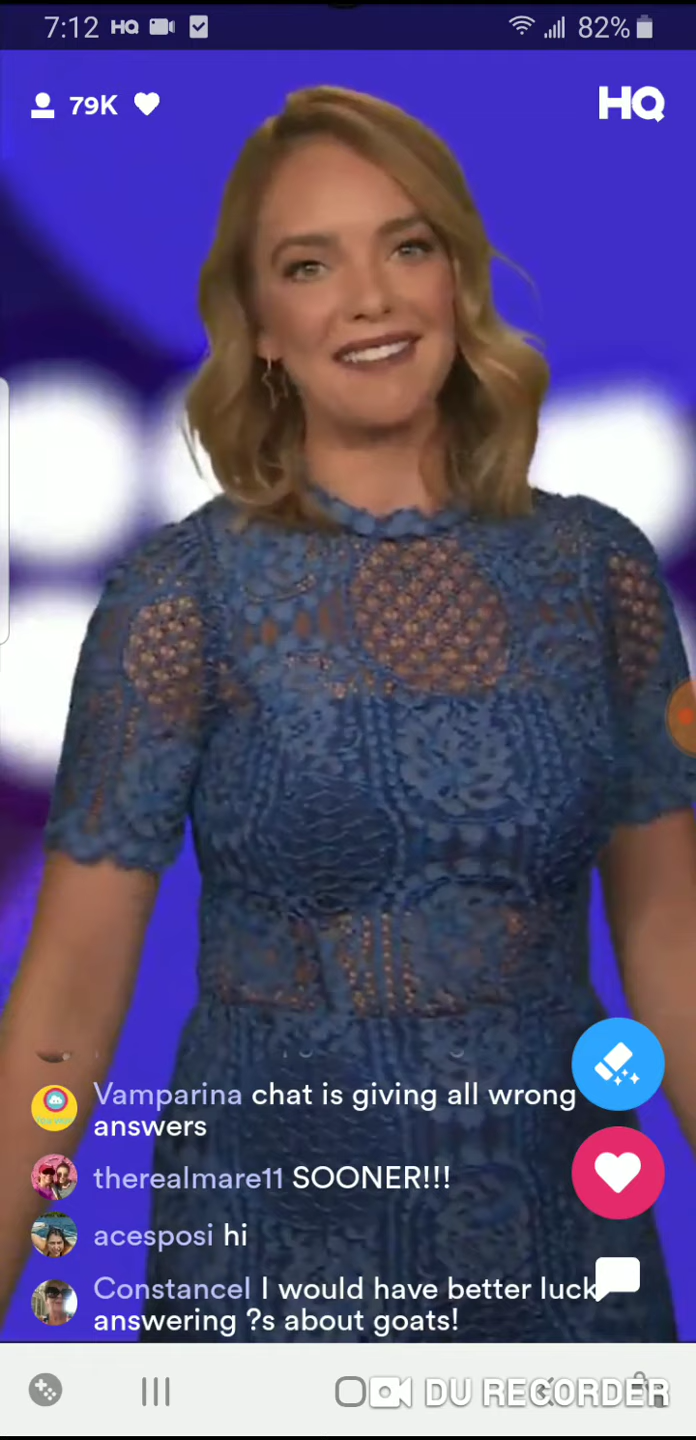 7:12 HQ 82%
79K HQ
Vamparina chat is giving all wrong
answers
therealmare11 SOONER!!!
acesposi hi
Constancel I would have better luck
answering ?s about goats!
DU RECORDER